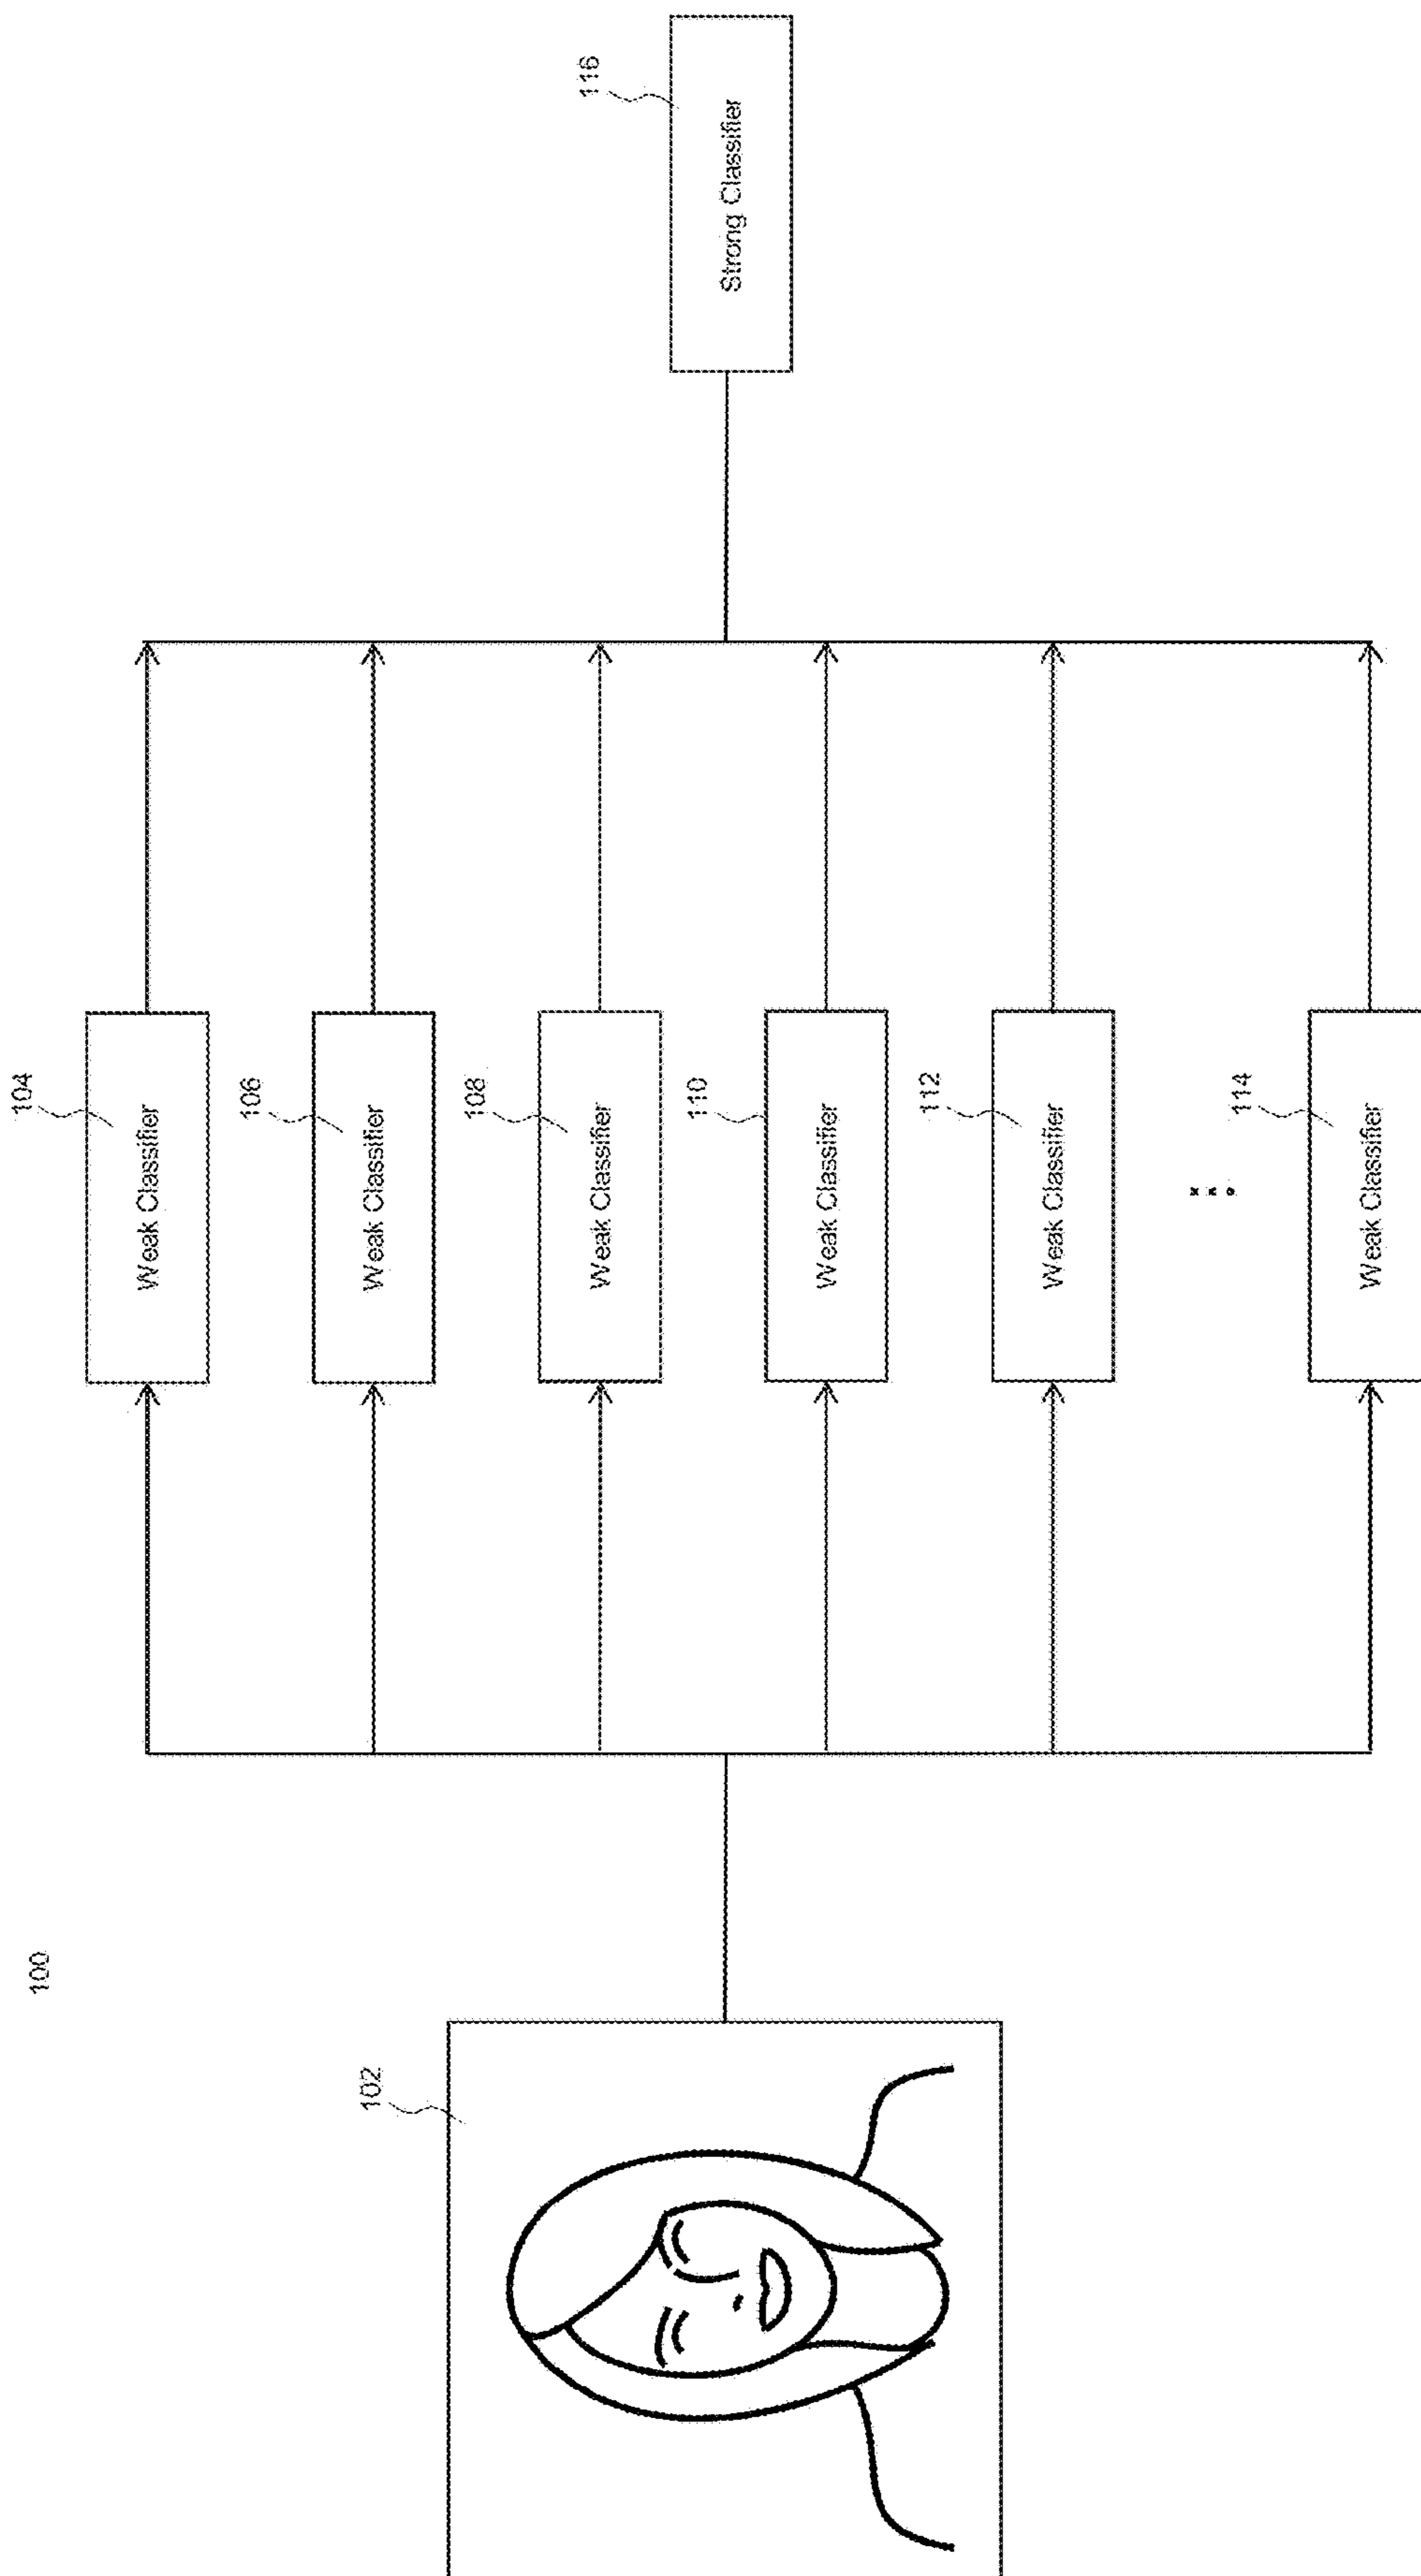 100
102
104
Weak Classifier
106
Weak Classifier
108
Weak Classifier
110
Weak Classifier
112
Weak Classifier
114
Weak Classifier
116
Strong Classifier